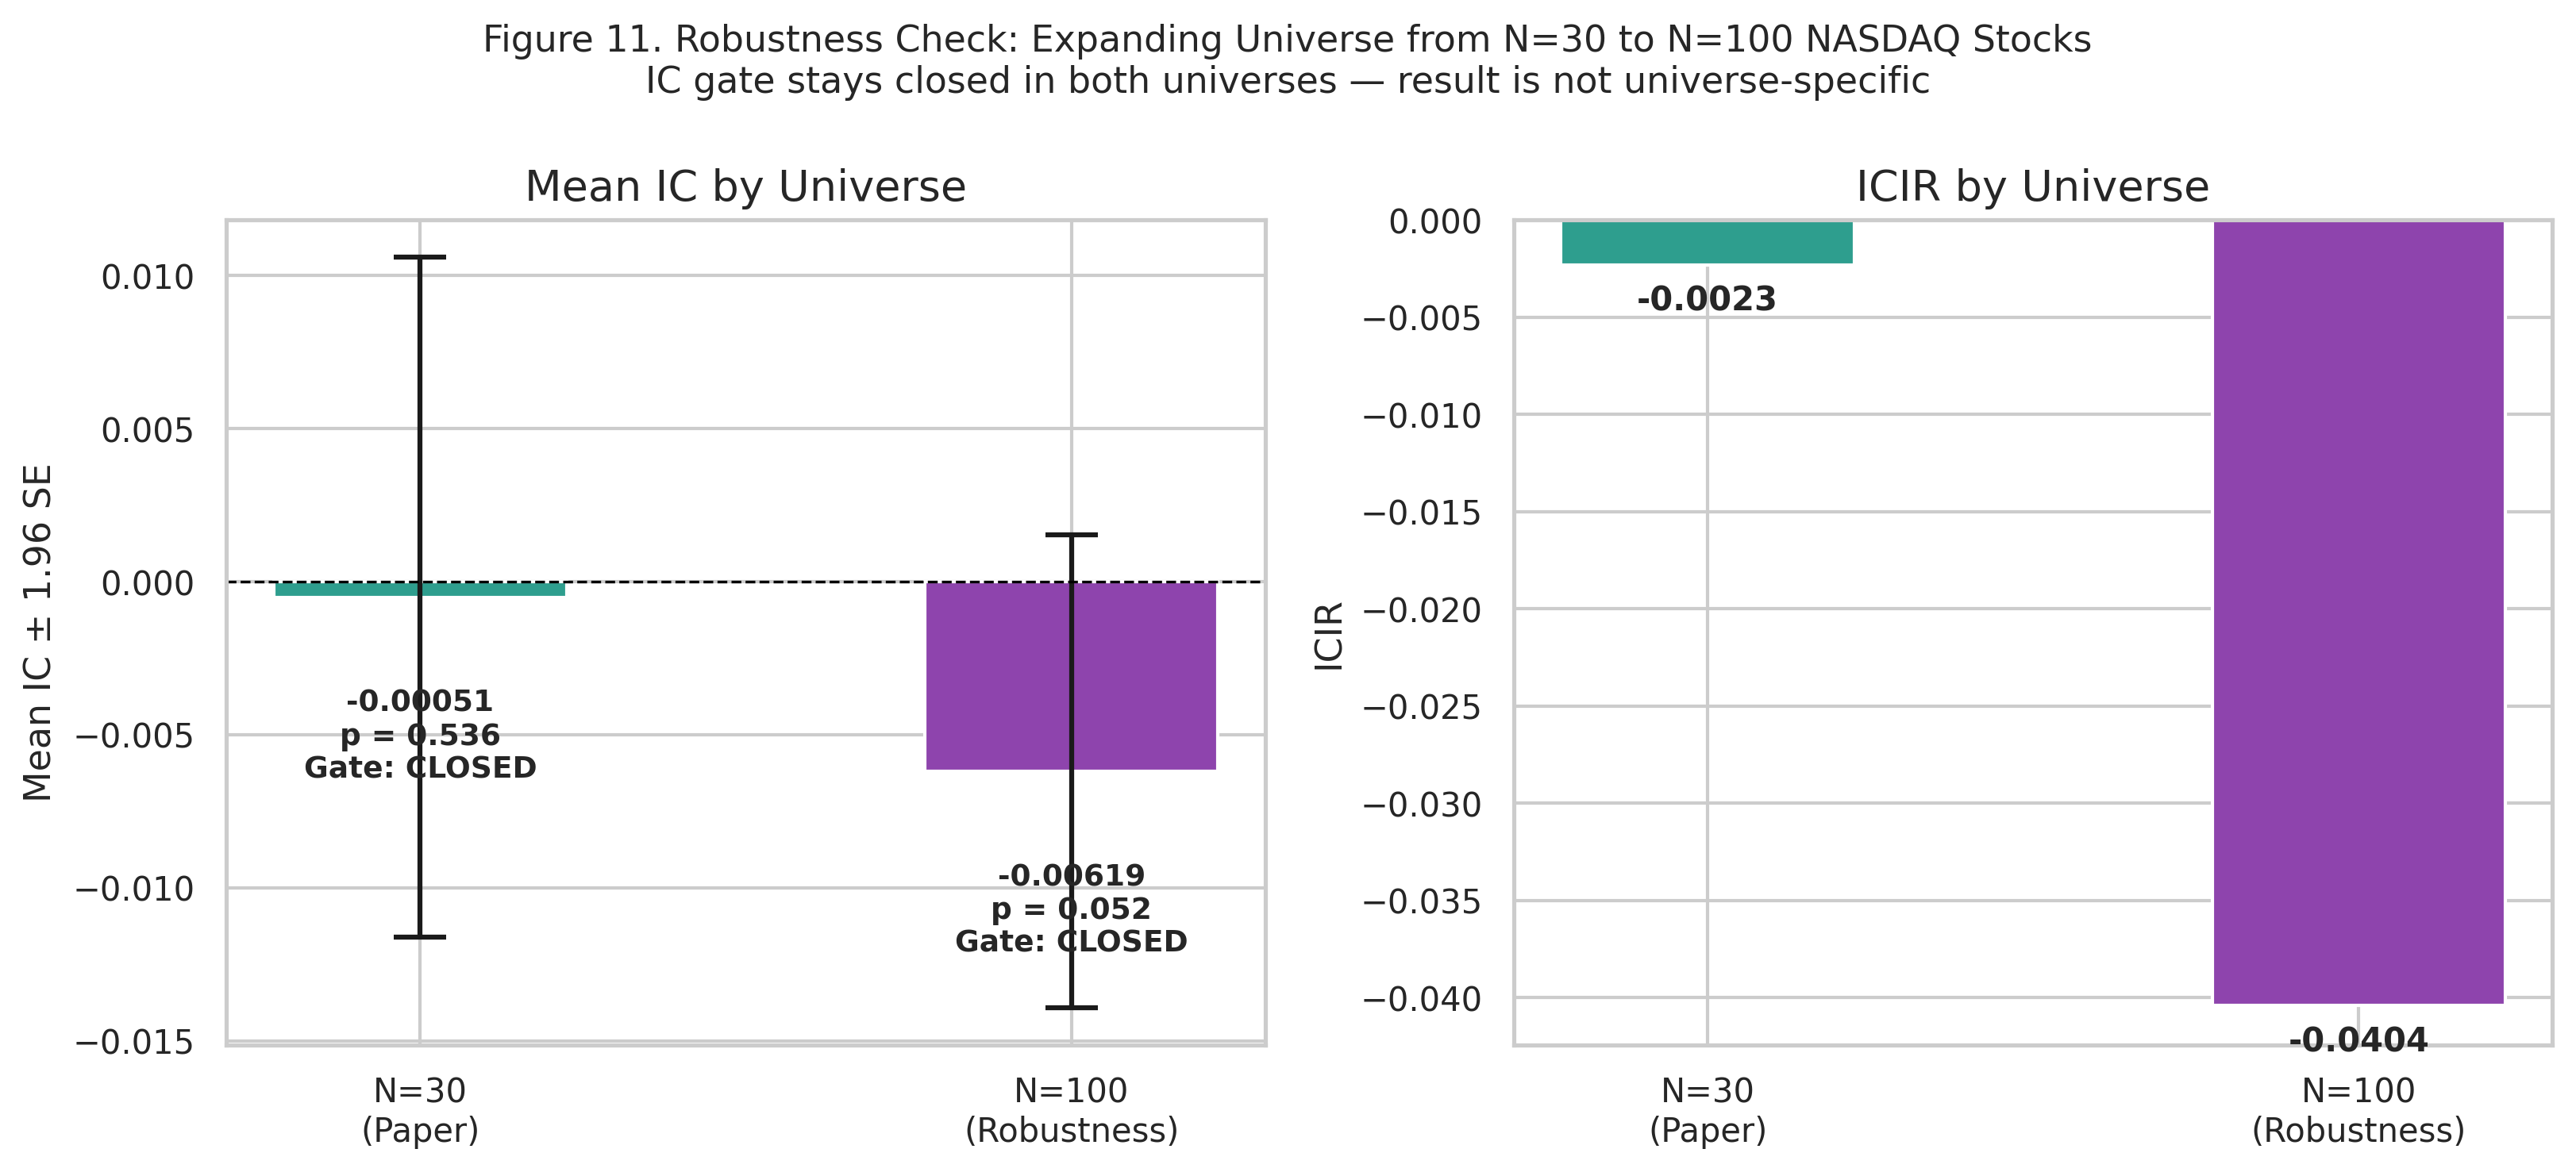 Figure 11. Robustness Check: Expanding Universe from N=30 to N=100 NASDAQ Stocks
IC gate stays closed in both universes — result is not universe-specific
Mean IC by Universe
Mean IC ± 1.96 SE
0.010
0.005
0.000
−0.005
−0.010
−0.015
-0.00051
p = 0.536
Gate: CLOSED
-0.00619
p = 0.052
Gate: CLOSED
N=30
(Paper)
N=100
(Robustness)
ICIR by Universe
ICIR
0.000
−0.005
−0.010
−0.015
−0.020
−0.025
−0.030
−0.035
−0.040
-0.0023
-0.0404
N=30
(Paper)
N=100
(Robustness)